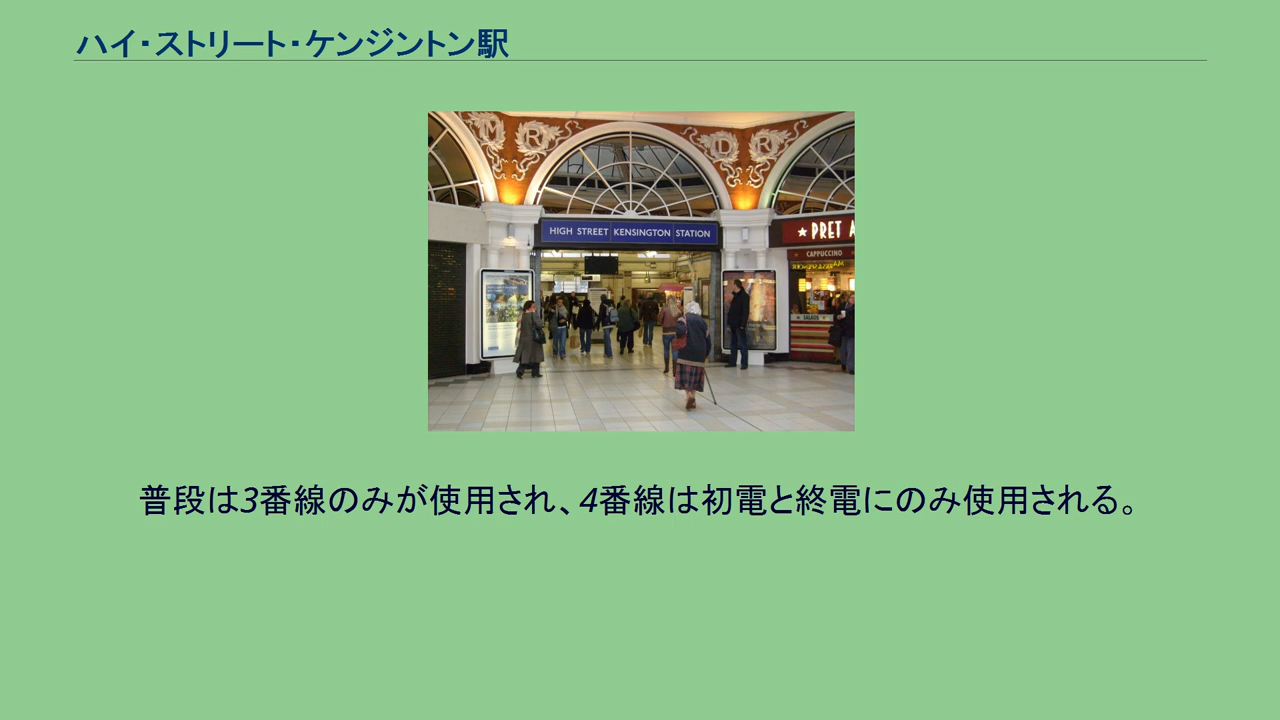 ハイ・ストリート・ケンジントン駅
M R D R
HIGH STREET KENSINGTON STATION
★ PRET A
CAPPUCCINO
SALADS
普段は3番線のみが使用され、4番線は初電と終電にのみ使用される。